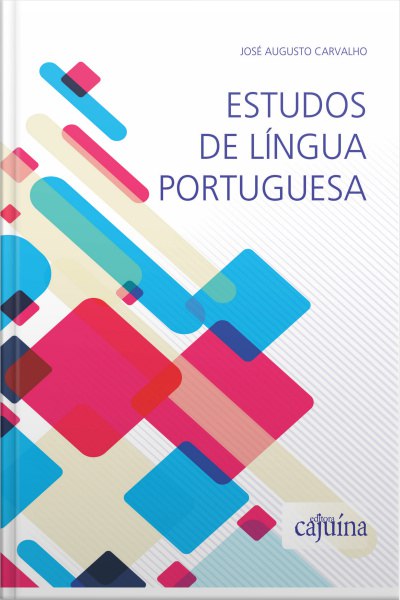 JOSÉ AUGUSTO CARVALHO
ESTUDOS
DE LÍNGUA
PORTUGUESA
editora
cajuína